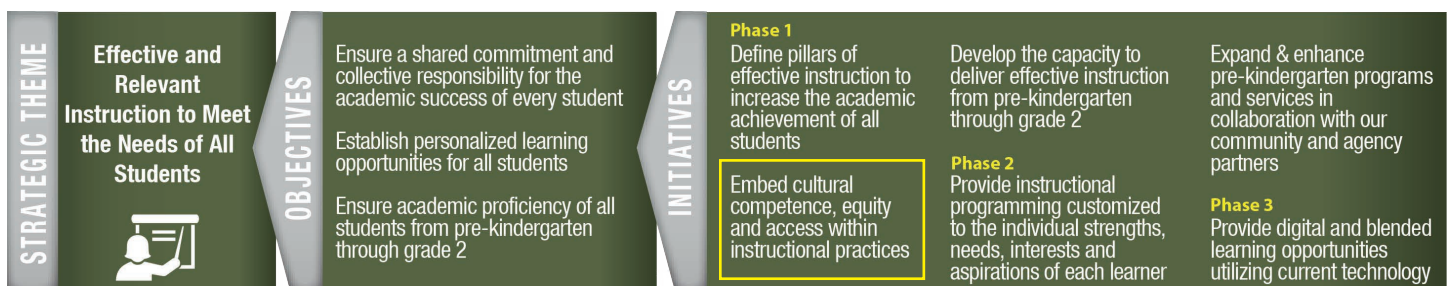 STRATEGIC THEME
Effective and
Relevant
Instruction to Meet
the Needs of All
Students
OBJECTIVES
Ensure a shared commitment and
collective responsibility for the
academic success of every student
Establish personalized learning
opportunities for all students
Ensure academic proficiency of all
students from pre-kindergarten
through grade 2
INITIATIVES
Phase 1
Define pillars of
effective instruction to
increase the academic
achievement of all
students
Embed cultural
competence, equity
and access within
instructional practices
Develop the capacity to
deliver effective instruction
from pre-kindergarten
through grade 2
Phase 2
Provide instructional
programming customized
to the individual strengths,
needs, interests and
aspirations of each learner
Expand & enhance
pre-kindergarten programs
and services in
collaboration with our
community and agency
partners
Phase 3
Provide digital and blended
learning opportunities
utilizing current technology